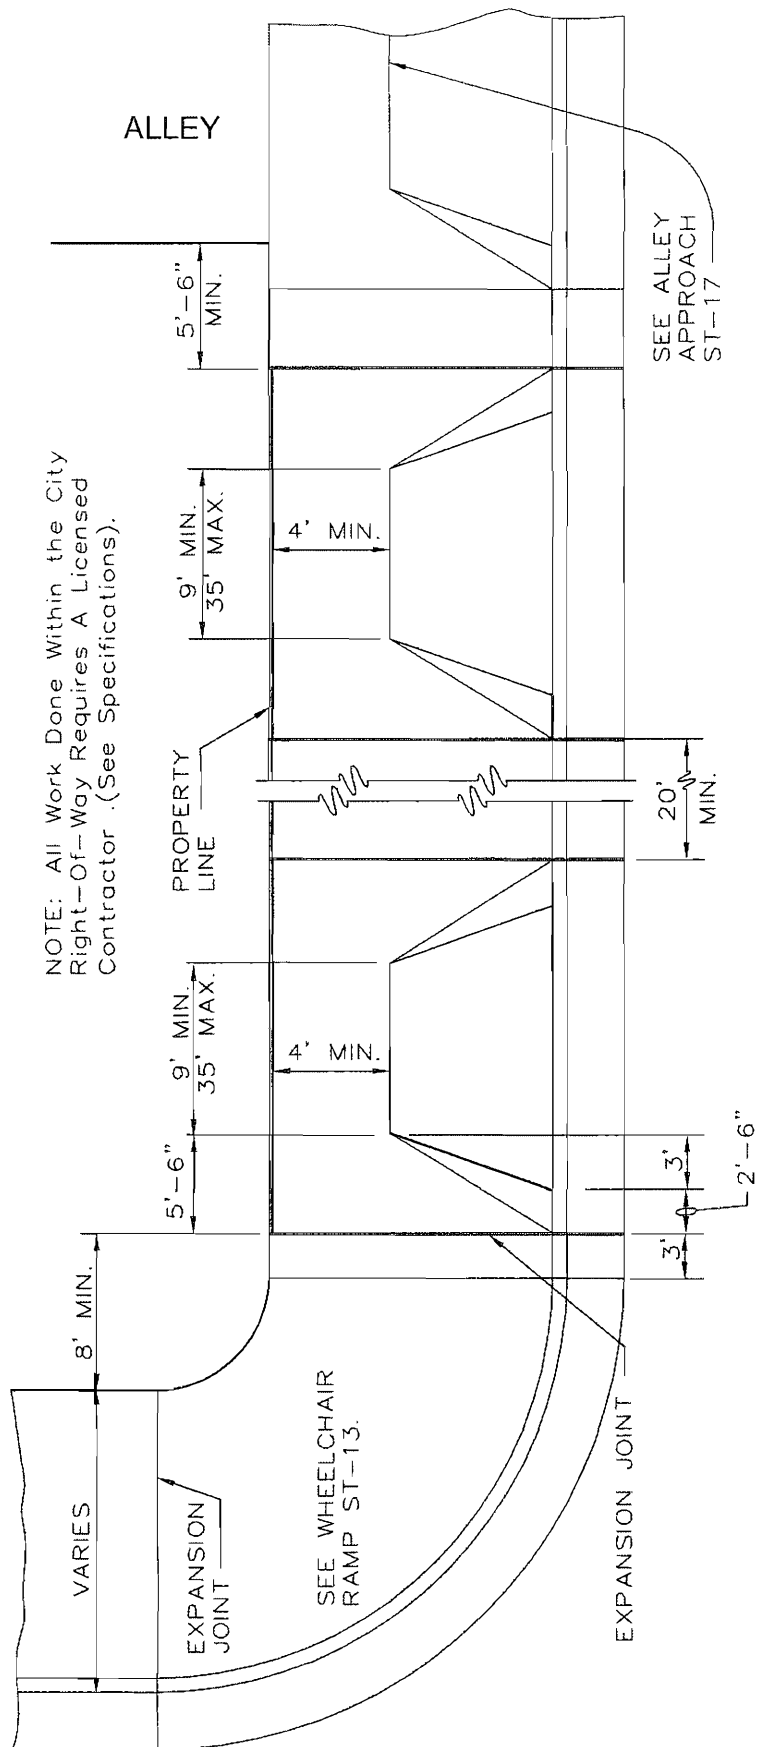 ALLEY
5'-6"
MIN.
SEE ALLEY
APPROACH
ST-17
NOTE: All Work Done Within the City
Right-Of-Way Requires A Licensed
Contractor .(See Specifications).
9' MIN.
35' MAX.
4' MIN.
PROPERTY
LINE
20'
MIN.
9' MIN.
35' MAX.
4' MIN.
5'-6"
3'
2'-6"
3'
8' MIN.
VARIES
EXPANSION
JOINT
SEE WHEELCHAIR
RAMP ST-13.
EXPANSION JOINT